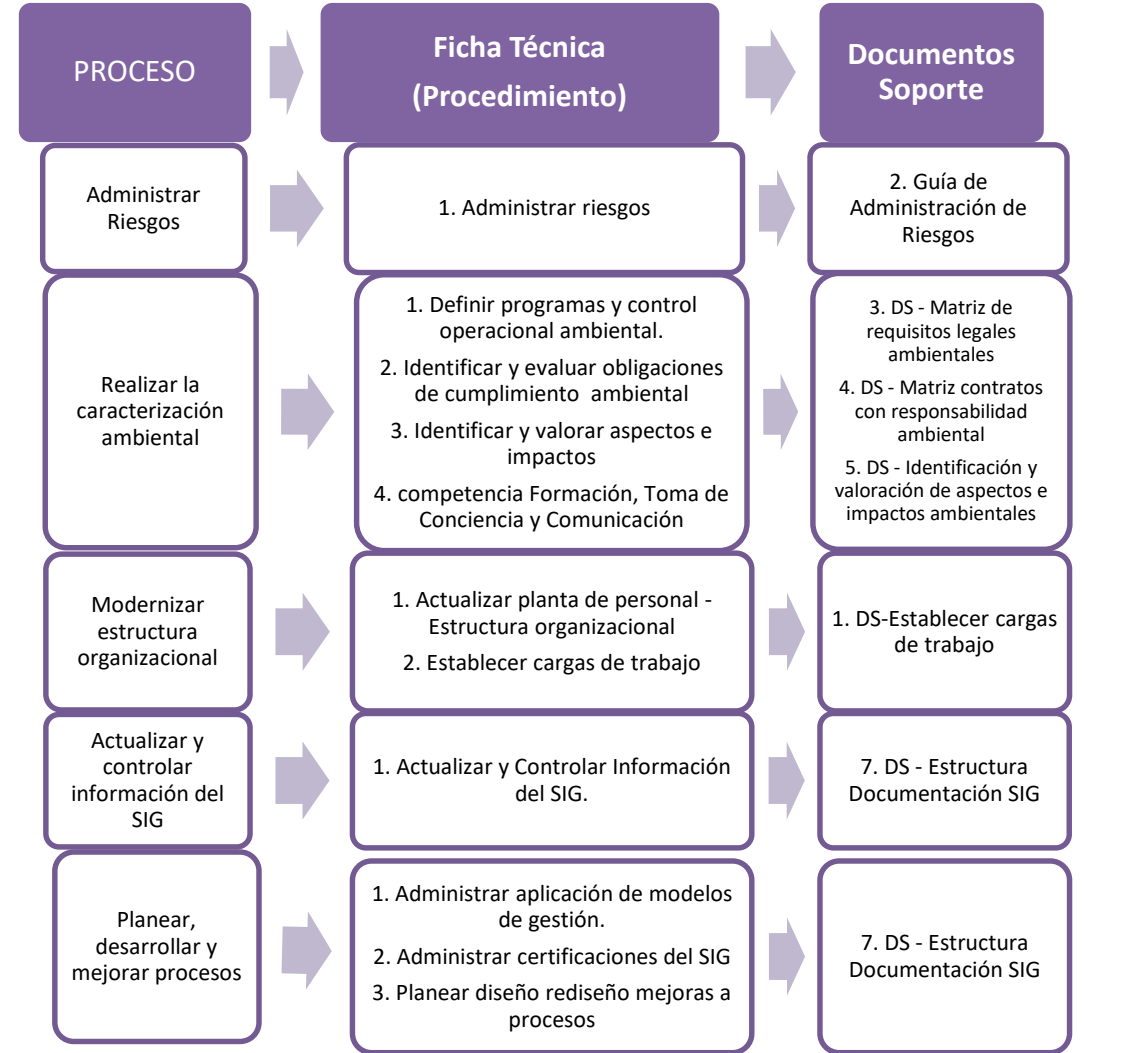 PROCESO
Ficha Técnica
(Procedimiento)
Documentos
Soporte
Administrar
Riesgos
1. Administrar riesgos
2. Guía de
Administración de
Riesgos
Realizar la
caracterización
ambiental
1. Definir programas y control
operacional ambiental.
2. Identificar y evaluar obligaciones
de cumplimiento ambiental
3. Identificar y valorar aspectos e
impactos
4. competencia Formación, Toma de
Conciencia y Comunicación
3. DS - Matriz de
requisitos legales
ambientales
4. DS - Matriz contratos
con responsabilidad
ambiental
5. DS - Identificación y
valoración de aspectos e
impactos ambientales
Modernizar
estructura
organizacional
1. Actualizar planta de personal -
Estructura organizacional
2. Establecer cargas de trabajo
1. DS-Establecer cargas
de trabajo
Actualizar y
controlar
información del
SIG
1. Actualizar y Controlar Información
del SIG.
7. DS - Estructura
Documentación SIG
Planear,
desarrollar y
mejorar procesos
1. Administrar aplicación de modelos
de gestión.
2. Administrar certificaciones del SIG
3. Planear diseño rediseño mejoras a
procesos
7. DS - Estructura
Documentación SIG